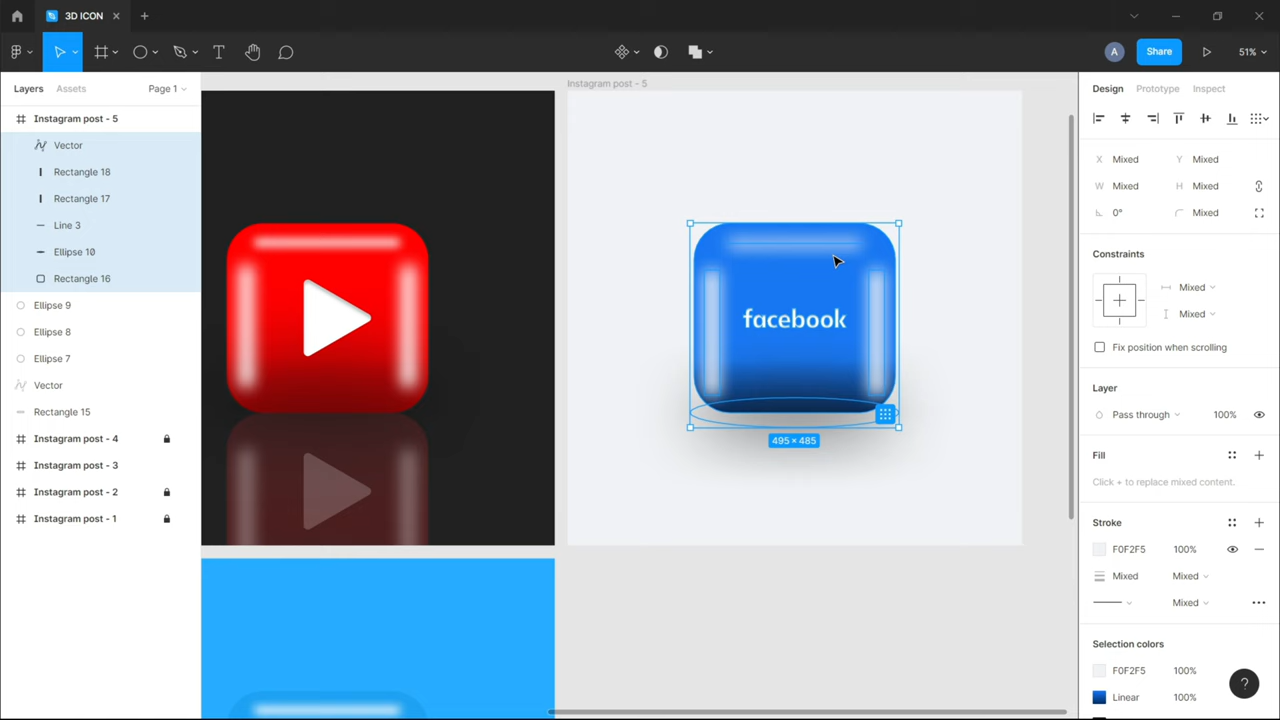 3D ICON
A
Share
51%
Layers
Assets
Page 1
Instagram post - 5
Vector
Rectangle 18
Rectangle 17
Line 3
Ellipse 10
Rectangle 16
Ellipse 9
Ellipse 8
Ellipse 7
Vector
Rectangle 15
Instagram post - 4
Instagram post - 3
Instagram post - 2
Instagram post - 1
Instagram post - 5
facebook
495 × 485
Design
Prototype
Inspect
X Mixed
Y Mixed
W Mixed
H Mixed
0°
Mixed
Constraints
Mixed
Mixed
Fix position when scrolling
Layer
Pass through
100%
Fill
Click + to replace mixed content.
Stroke
F0F2F5 100%
Mixed
Mixed
Mixed
Selection colors
F0F2F5 100%
Linear 100%
?